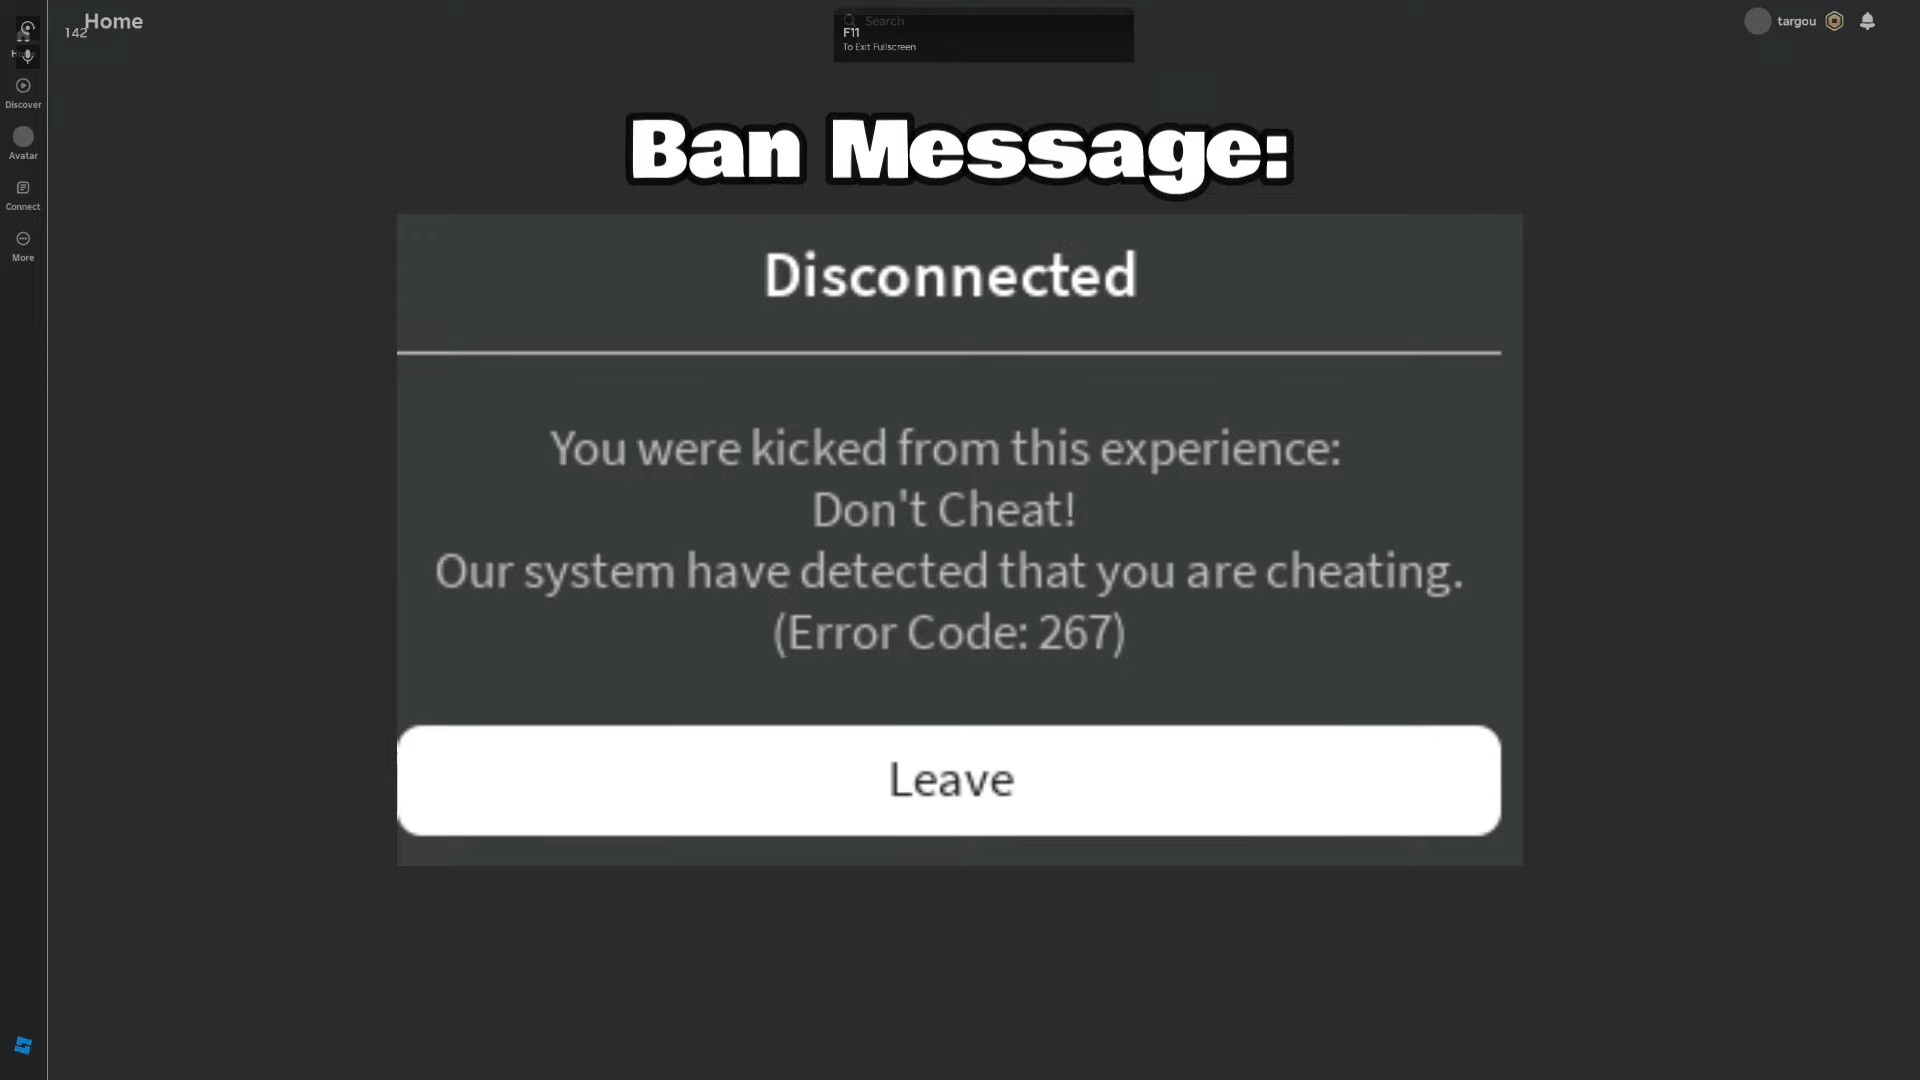 Home
142
Search
F11
To Exit Fullscreen
targou
Discover
Avatar
Connect
More
Ban Message:
Disconnected
You were kicked from this experience:
Don't Cheat!
Our system have detected that you are cheating.
(Error Code: 267)
Leave